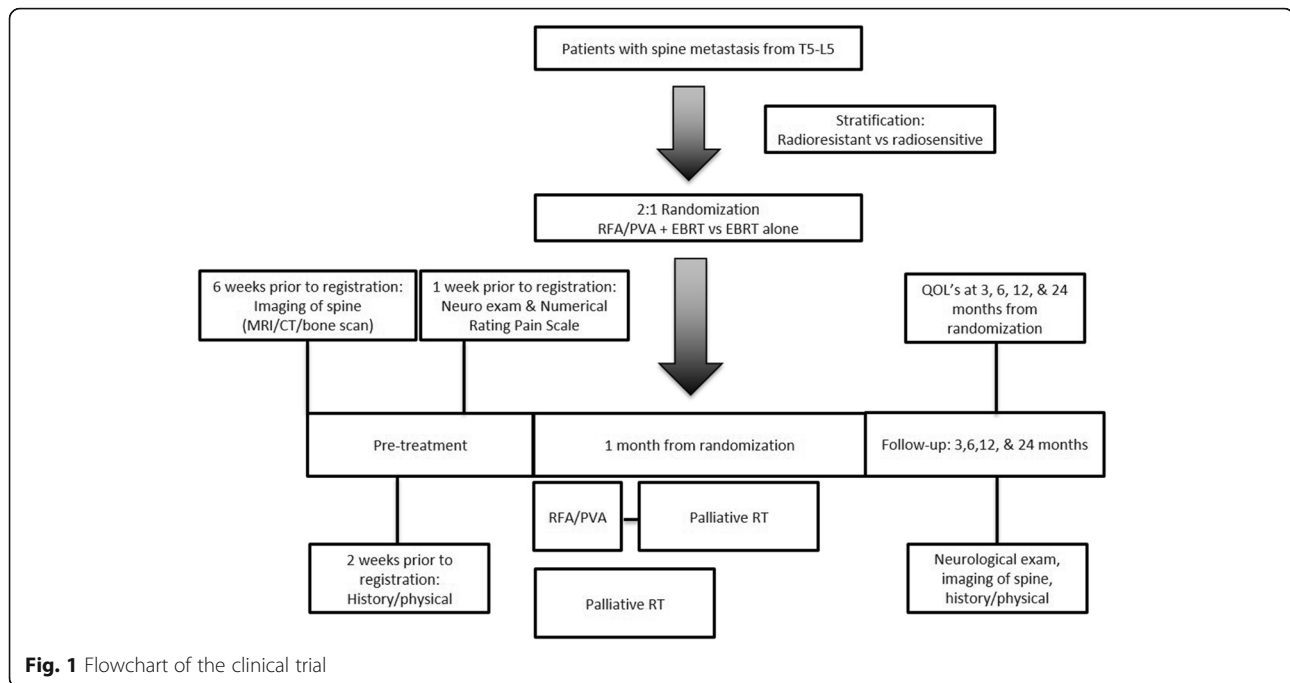 Patients with spine metastasis from T5-L5
Stratification:
Radioresistant vs radiosensitive
2:1 Randomization
RFA/PVA + EBRT vs EBRT alone
6 weeks prior to registration:
Imaging of spine
(MRI/CT/bone scan)
1 week prior to registration:
Neuro exam & Numerical
Rating Pain Scale
QOL's at 3, 6, 12, & 24
months from
randomization
Pre-treatment
1 month from randomization
Follow-up: 3,6,12, & 24 months
RFA/PVA
Palliative RT
2 weeks prior to
registration:
History/physical
Palliative RT
Neurological exam,
imaging of spine,
history/physical
Fig. 1 Flowchart of the clinical trial